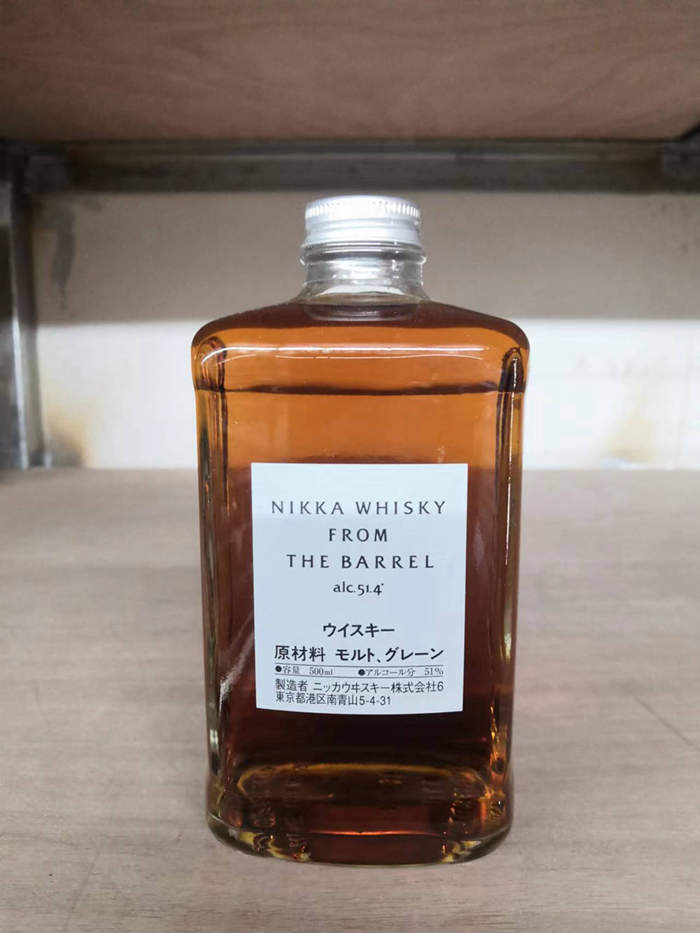 NIKKA WHISKY
FROM
THE BARREL
alc.51.4°
ウイスキー
原材料 モルト、グレーン
●容量 500ml ●アルコール分 51%
製造者 ニッカウヰスキー株式会社6
東京都港区南青山5-4-31